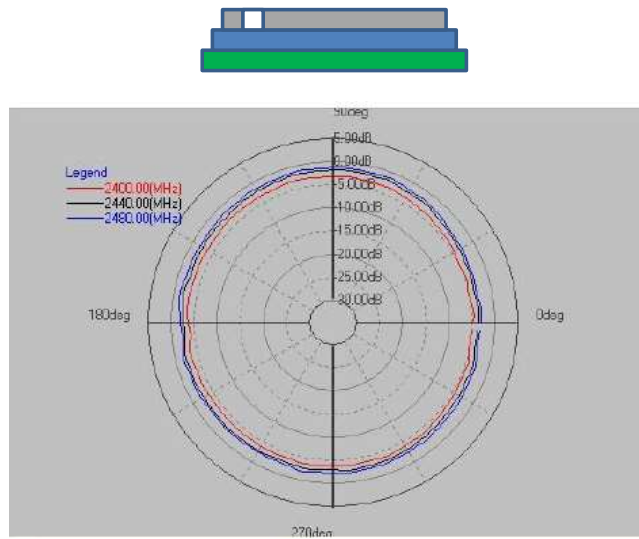 90deg
5.00dB
0.00dB
Legend
-5.00dB
2400.00(MHz)
2440.00(MHz)
-10.00dB
2480.00(MHz)
-15.00dB
-20.00dB
-25.00dB
-30.00dB
180deg
0deg
270deg